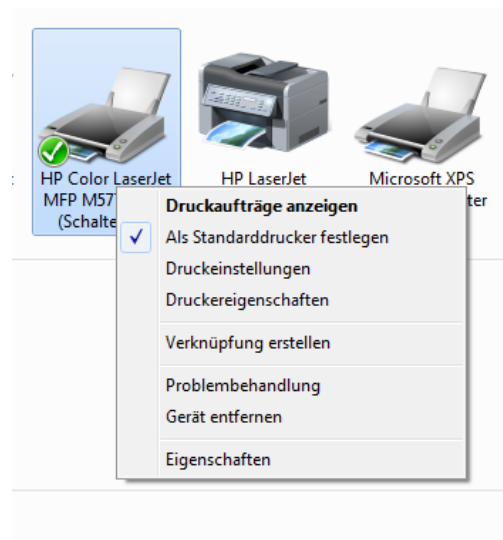 HP Color LaserJet
MFP M57
(Schalte
HP LaserJet
Microsoft XPS
ter
Druckaufträge anzeigen
Als Standarddrucker festlegen
Druckeinstellungen
Druckereigenschaften
Verknüpfung erstellen
Problembehandlung
Gerät entfernen
Eigenschaften